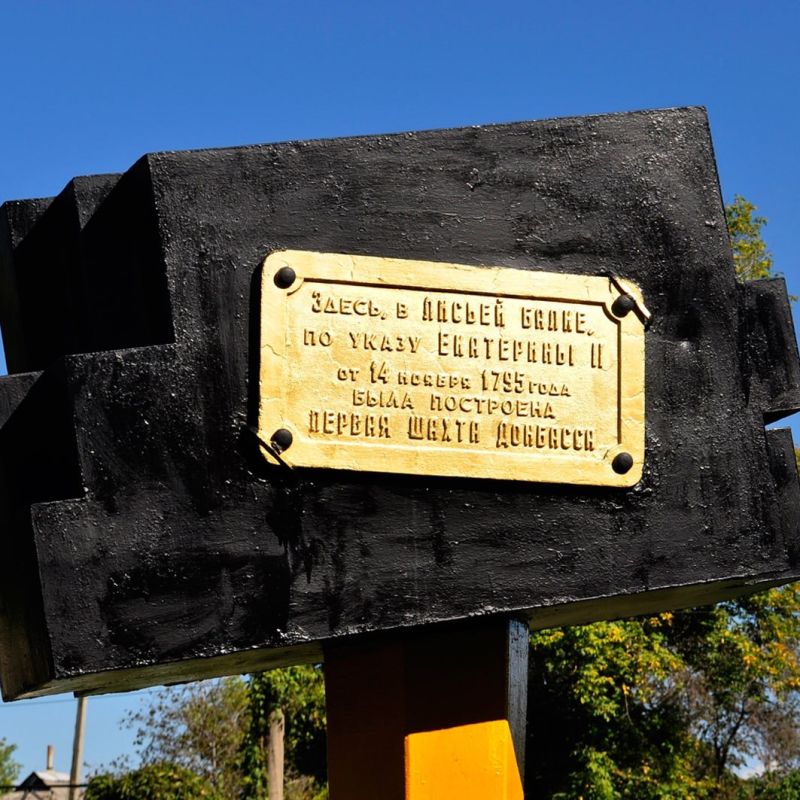 ЗДЕСЬ, В ЛИСЬЕЙ БАЛКЕ,
ПО УКАЗУ ЕКАТЕРИНЫ II
ОТ 14 НОЯБРЯ 1795 ГОДА
БЫЛА ПОСТРОЕНА
ПЕРВАЯ ШАХТА ДОНБАССА